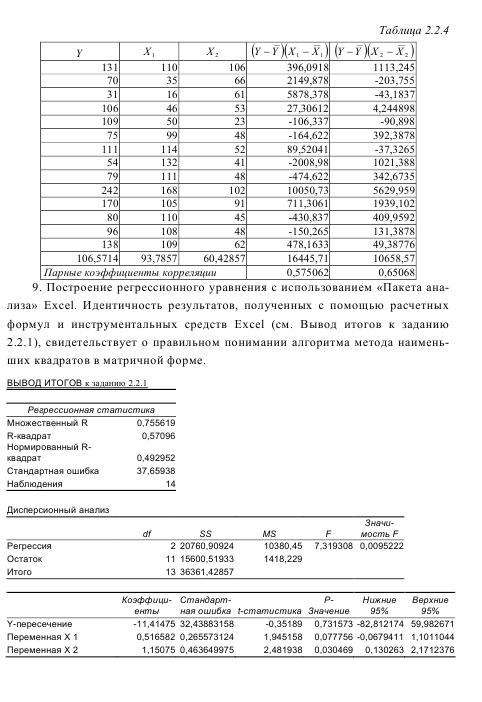 Таблица 2.2.4
Y X₁ X₂ (Y − Ȳ)(X₁ − X̄₁) (Y − Ȳ)(X₂ − X̄₂)
131 110 106 396,0918 1113,245
70 35 66 2149,878 -203,755
31 16 61 5878,378 -43,1837
106 46 53 27,30612 4,244898
109 50 23 -106,337 -90,898
75 99 48 -164,622 392,3878
111 114 52 89,52041 -37,3265
54 132 41 -2008,98 1021,388
79 111 48 -474,622 342,6735
242 168 102 10050,73 5629,959
170 105 91 711,3061 1939,102
80 110 45 -430,837 409,9592
96 108 48 -150,265 131,3878
138 109 62 478,1633 49,38776
106,5714 93,7857 60,42857 16445,71 10658,57
Парные коэффициенты корреляции 0,575062 0,65068
9. Построение регрессионного уравнения с использованием «Пакета ана-
лиза» Excel. Идентичность результатов, полученных с помощью расчетных
формул и инструментальных средств Excel (см. Вывод итогов к заданию
2.2.1), свидетельствует о правильном понимании алгоритма метода наимень-
ших квадратов в матричной форме.
ВЫВОД ИТОГОВ к заданию 2.2.1
Регрессионная статистика
Множественный R 0,755619
R-квадрат 0,57096
Нормированный R-
квадрат 0,492952
Стандартная ошибка 37,65938
Наблюдения 14
Дисперсионный анализ
Значи-
df SS MS F мость F
Регрессия 2 20760,90924 10380,45 7,319308 0,0095222
Остаток 11 15600,51933 1418,229
Итого 13 36361,42857
Коэффици- Стандарт- P- Нижние Верхние
енты ная ошибка t-статистика Значение 95% 95%
Y-пересечение -11,41475 32,43883158 -0,35189 0,731573 -82,812174 59,982671
Переменная X 1 0,516582 0,265573124 1,945158 0,077756 -0,0679411 1,1011044
Переменная X 2 1,15075 0,463649975 2,481938 0,030469 0,130263 2,1712376